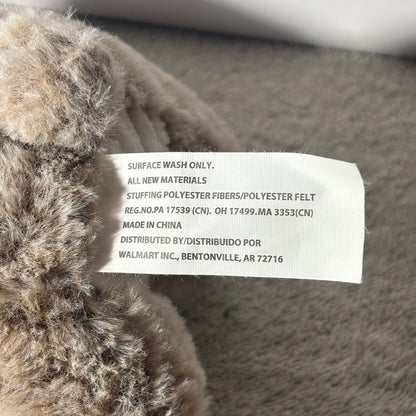 SURFACE WASH ONLY.
ALL NEW MATERIALS
STUFFING POLYESTER FIBERS/POLYESTER FELT
REG.NO.PA 17539 (CN). OH 17499.MA 3353(CN)
MADE IN CHINA
DISTRIBUTED BY/DISTRIBUIDO POR
WALMART INC., BENTONVILLE, AR 72716